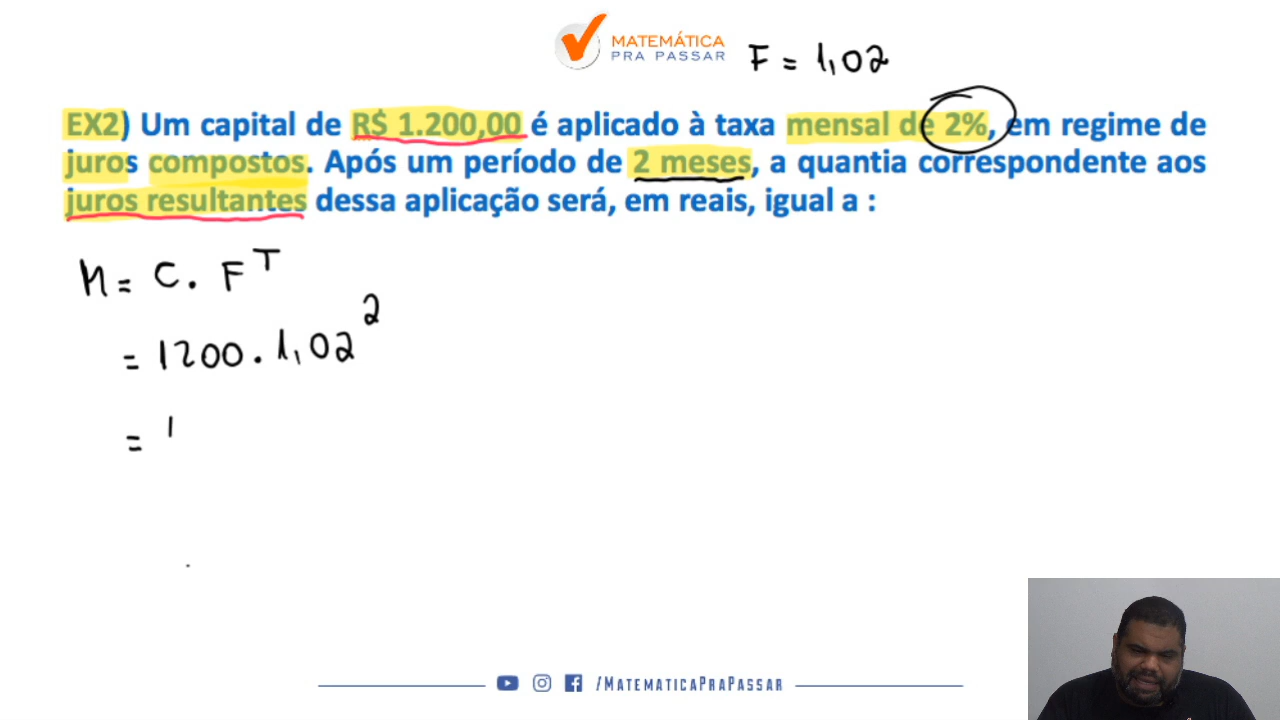 MATEMÁTICA
PRA PASSAR
F = 1,02
EX2) Um capital de R$ 1.200,00 é aplicado à taxa mensal de 2%, em regime de
juros compostos. Após um período de 2 meses, a quantia correspondente aos
juros resultantes dessa aplicação será, em reais, igual a :
M = C . F^T
= 1200 . 1,02^2
= 1
/MATEMATICAPRAPASSAR